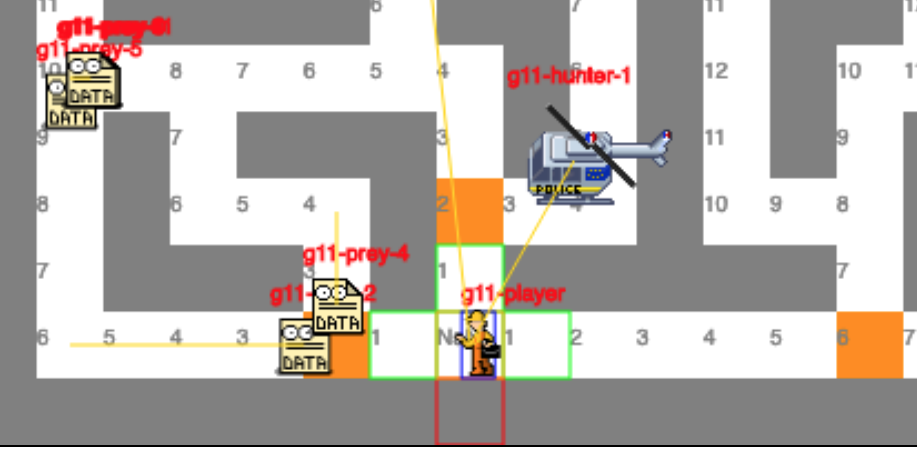 11 6 7 11
g11-prey-5
g11-hunter-1
10 8 7 6 5 4 12 10
DATA
DATA
9 7 3 11 9
POLICE
8 6 5 4 2 3 4 10 9 8
7 g11-prey-4 1 7
g11- 2 g11-player
DATA
6 5 4 3 1 1 2 3 4 5 6 7
DATA